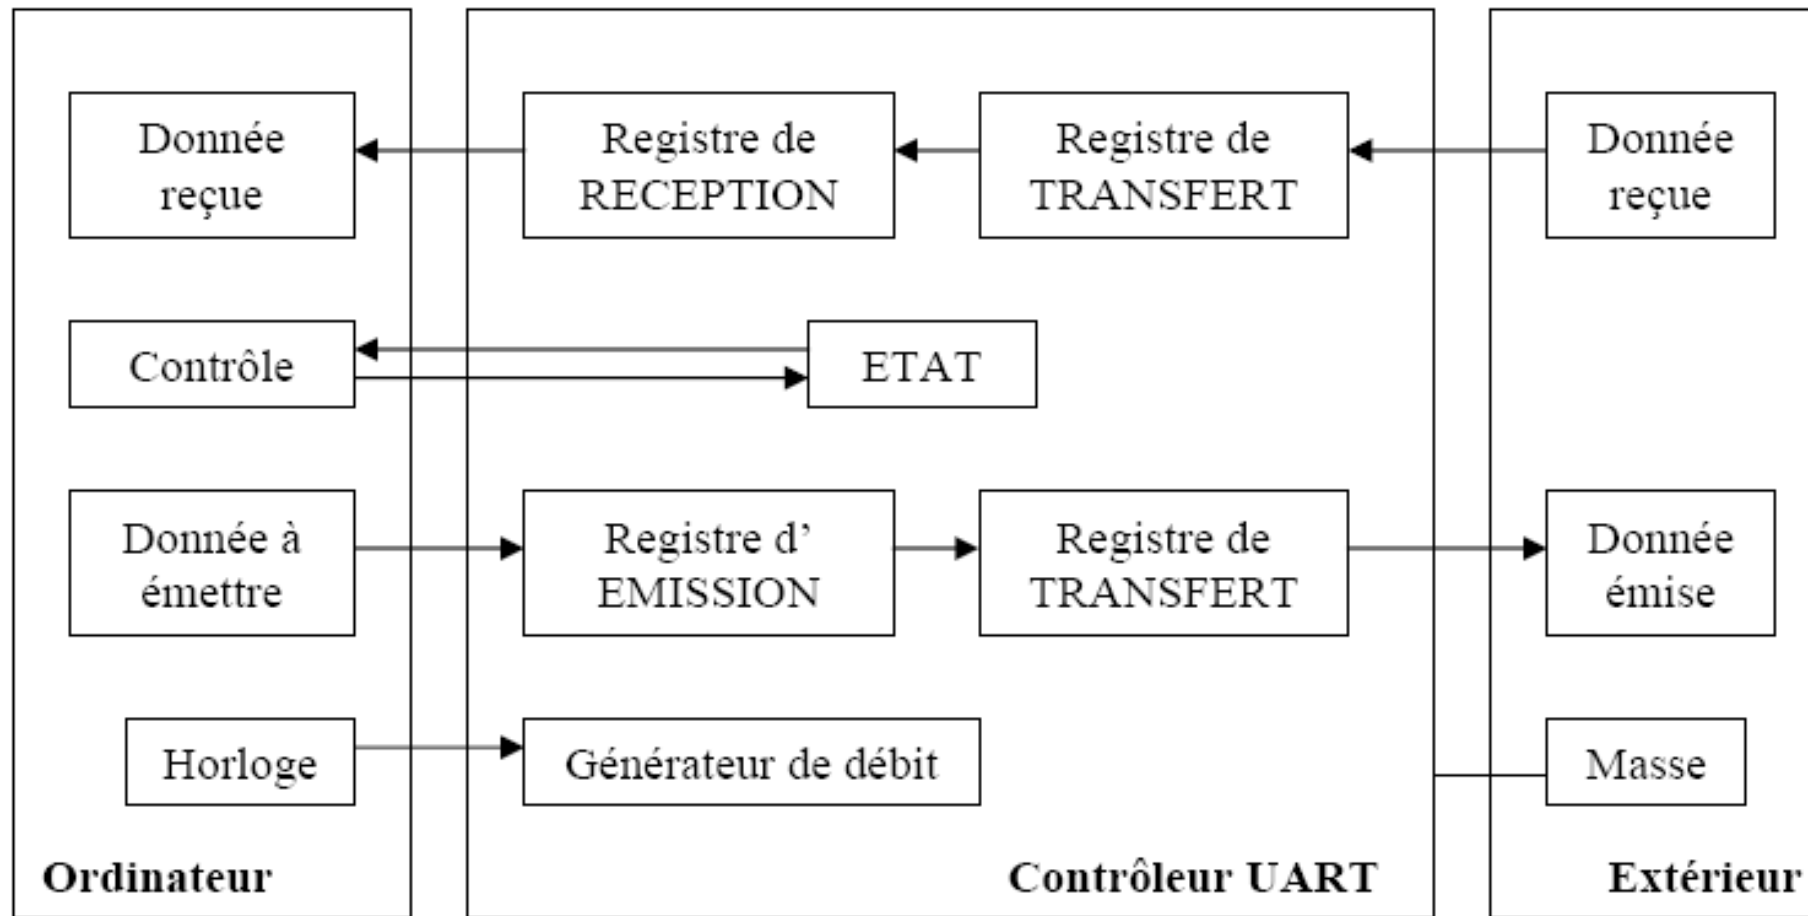 Donnée
reçue
Registre de
RECEPTION
Registre de
TRANSFERT
Donnée
reçue
Contrôle
ETAT
Donnée à
émettre
Registre d’
EMISSION
Registre de
TRANSFERT
Donnée
émise
Horloge
Générateur de débit
Masse
Ordinateur
Contrôleur UART
Extérieur